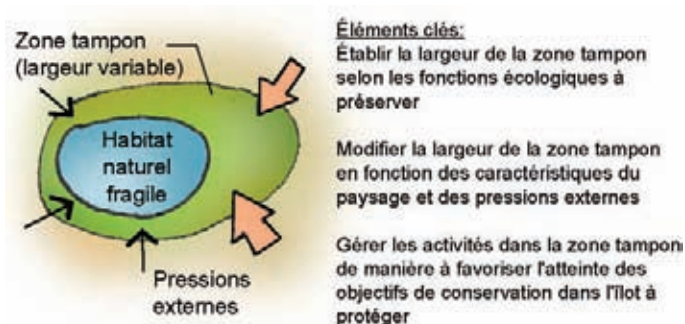 Zone tampon
(largeur variable)
Habitat
naturel
fragile
Pressions
externes
Éléments clés:
Établir la largeur de la zone tampon
selon les fonctions écologiques à
préserver
Modifier la largeur de la zone tampon
en fonction des caractéristiques du
paysage et des pressions externes
Gérer les activités dans la zone tampon
de manière à favoriser l'atteinte des
objectifs de conservation dans l'îlot à
protéger